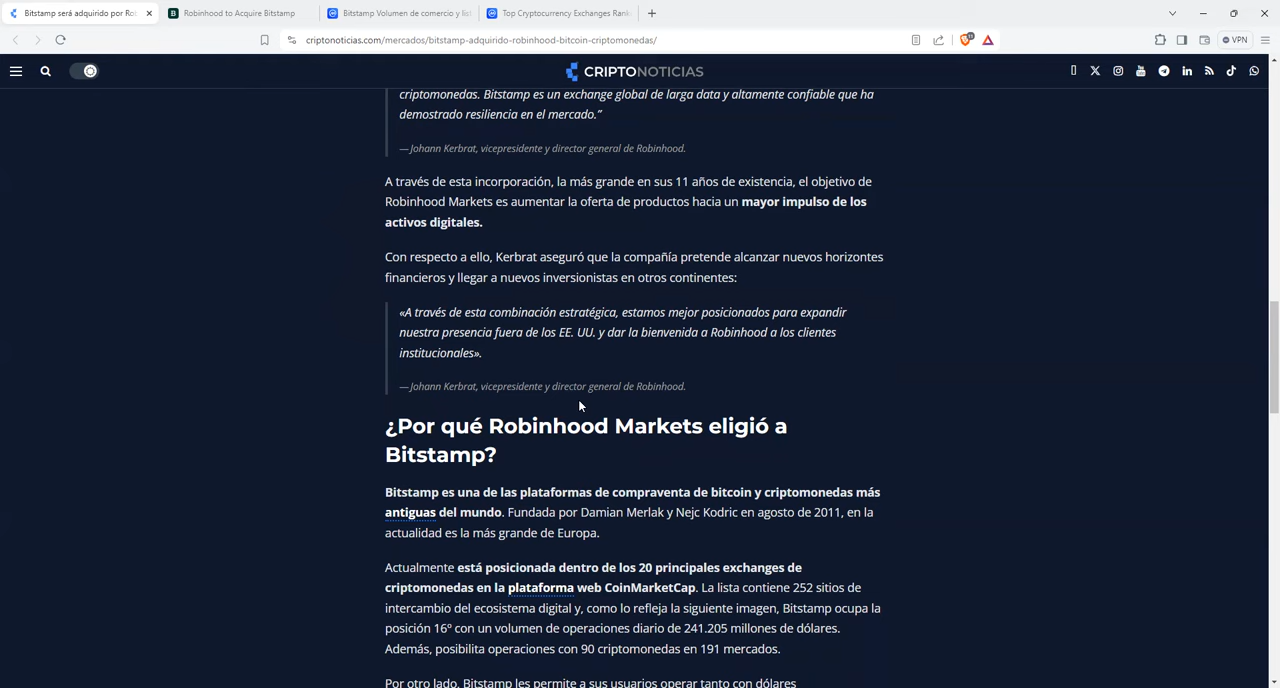 Bitstamp será adquirido por Rob
Robinhood to Acquire Bitstamp
Bitstamp Volumen de comercio y lis
Top Cryptocurrency Exchanges Rank
criptonoticias.com/mercados/bitstamp-adquirido-robinhood-bitcoin-criptomonedas/
VPN
CRIPTONOTICIAS
criptomonedas. Bitstamp es un exchange global de larga data y altamente confiable que ha
demostrado resiliencia en el mercado.”
— Johann Kerbrat, vicepresidente y director general de Robinhood.
A través de esta incorporación, la más grande en sus 11 años de existencia, el objetivo de
Robinhood Markets es aumentar la oferta de productos hacia un mayor impulso de los
activos digitales.
Con respecto a ello, Kerbrat aseguró que la compañía pretende alcanzar nuevos horizontes
financieros y llegar a nuevos inversionistas en otros continentes:
«A través de esta combinación estratégica, estamos mejor posicionados para expandir
nuestra presencia fuera de los EE. UU. y dar la bienvenida a Robinhood a los clientes
institucionales».
— Johann Kerbrat, vicepresidente y director general de Robinhood.
¿Por qué Robinhood Markets eligió a
Bitstamp?
Bitstamp es una de las plataformas de compraventa de bitcoin y criptomonedas más
antiguas del mundo. Fundada por Damian Merlak y Nejc Kodric en agosto de 2011, en la
actualidad es la más grande de Europa.
Actualmente está posicionada dentro de los 20 principales exchanges de
criptomonedas en la plataforma web CoinMarketCap. La lista contiene 252 sitios de
intercambio del ecosistema digital y, como lo refleja la siguiente imagen, Bitstamp ocupa la
posición 16º con un volumen de operaciones diario de 241.205 millones de dólares.
Además, posibilita operaciones con 90 criptomonedas en 191 mercados.
Por otro lado, Bitstamp les permite a sus usuarios operar tanto con dólares